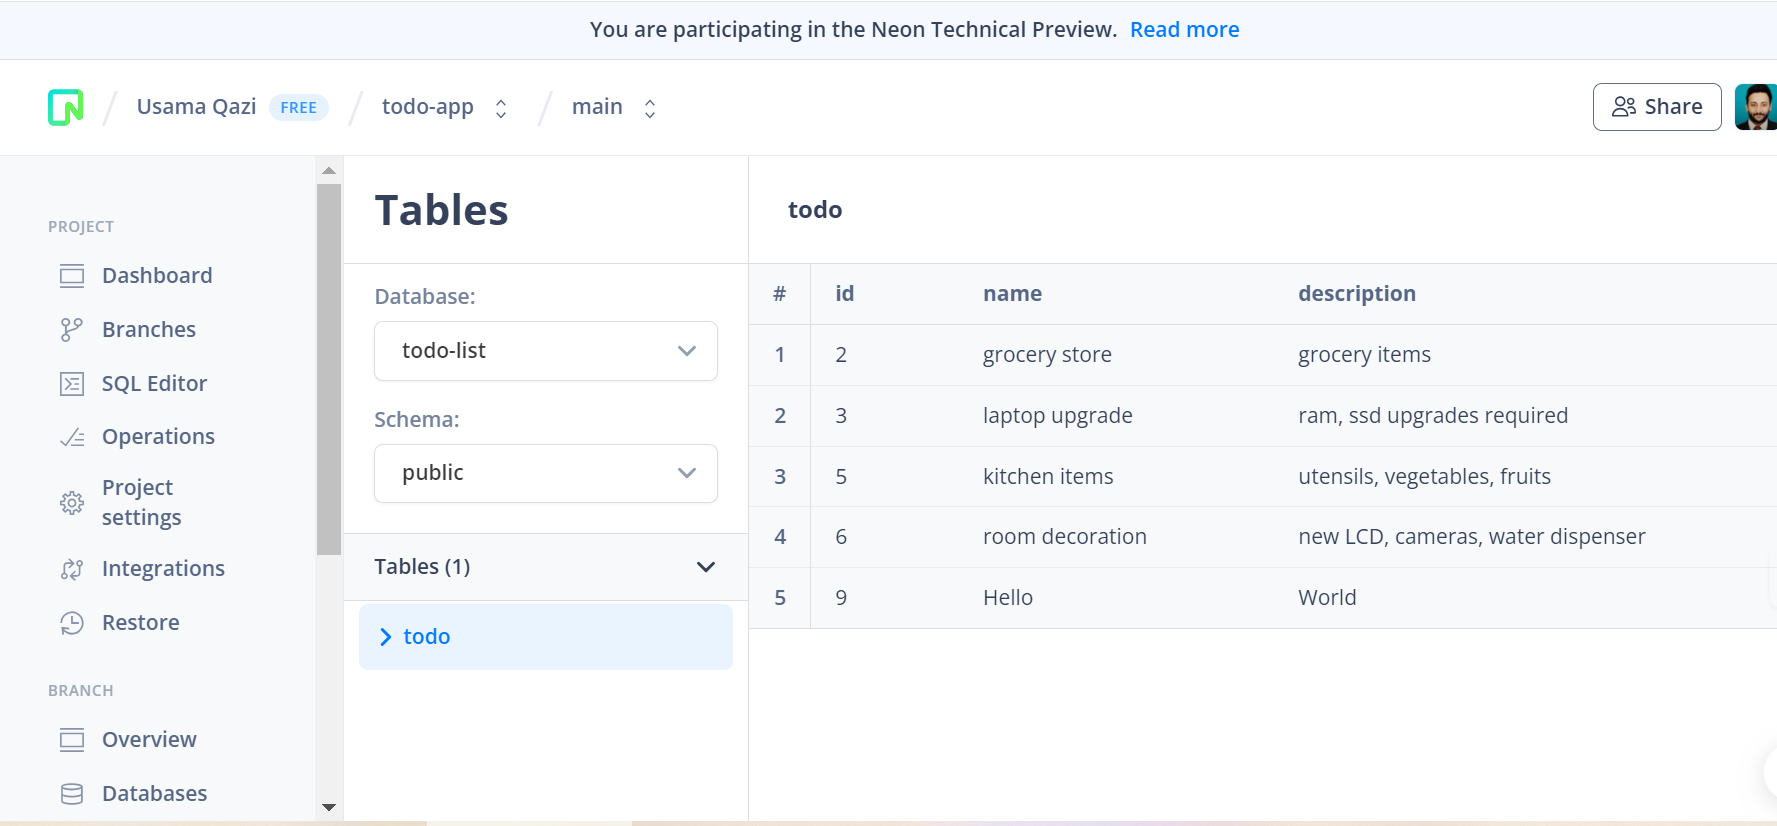 You are participating in the Neon Technical Preview. Read more
Usama Qazi FREE todo-app main Share
PROJECT
Dashboard
Branches
SQL Editor
Operations
Project
settings
Integrations
Restore
BRANCH
Overview
Databases
Tables
Database:
todo-list
Schema:
public
Tables (1)
todo
todo
# id name description
1 2 grocery store grocery items
2 3 laptop upgrade ram, ssd upgrades required
3 5 kitchen items utensils, vegetables, fruits
4 6 room decoration new LCD, cameras, water dispenser
5 9 Hello World